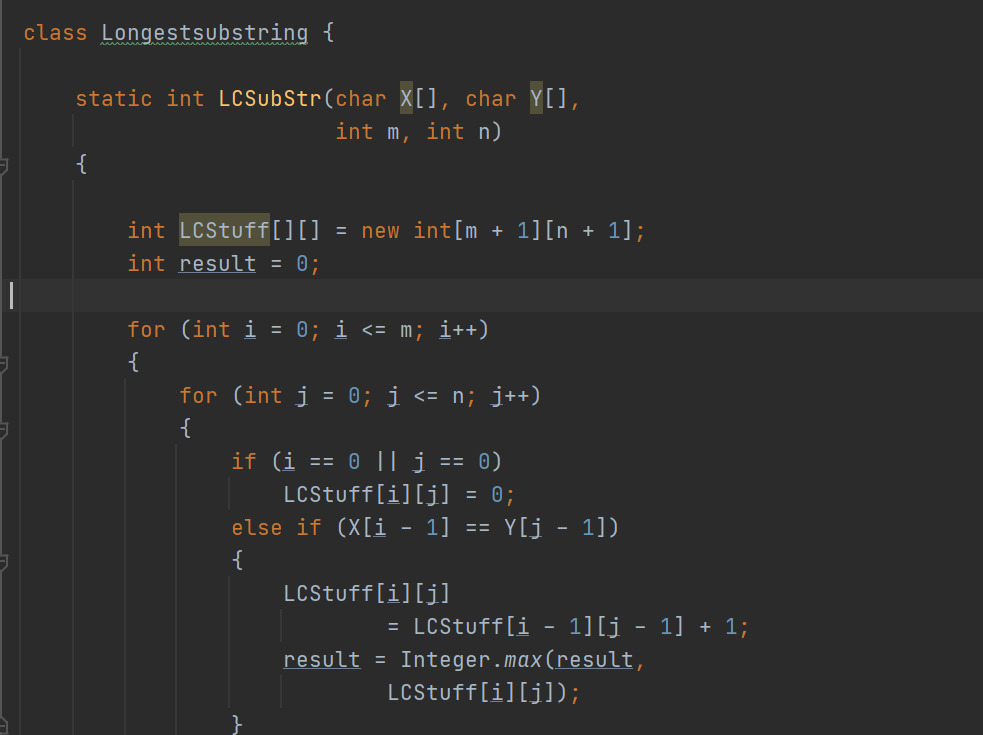 class Longestsubstring {
static int LCSubStr(char X[], char Y[],
int m, int n)
{
int LCStuff[][] = new int[m + 1][n + 1];
int result = 0;
for (int i = 0; i <= m; i++)
{
for (int j = 0; j <= n; j++)
{
if (i == 0 || j == 0)
LCStuff[i][j] = 0;
else if (X[i - 1] == Y[j - 1])
{
LCStuff[i][j]
= LCStuff[i - 1][j - 1] + 1;
result = Integer.max(result,
LCStuff[i][j]);
}